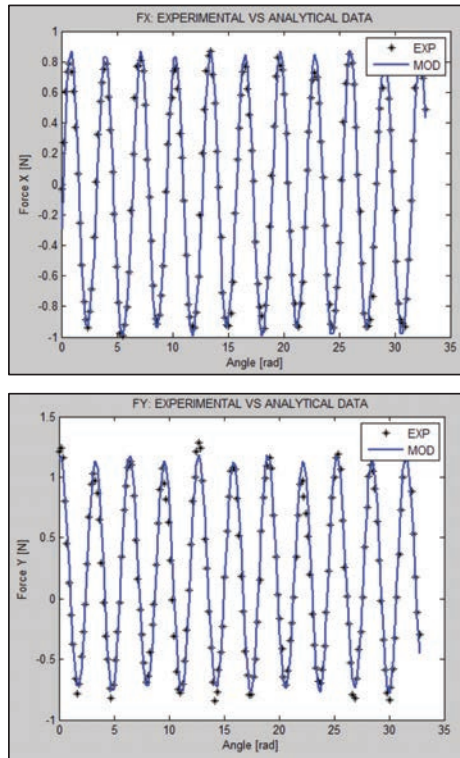 FX: EXPERIMENTAL VS ANALYTICAL DATA
1
0.8
0.6
0.4
0.2
0
-0.2
-0.4
-0.6
-0.8
-1
Force X [N]
EXP
MOD
0 5 10 15 20 25 30 35
Angle [rad]
FY: EXPERIMENTAL VS ANALYTICAL DATA
1.5
1
0.5
0
-0.5
-1
Force Y [N]
EXP
MOD
0 5 10 15 20 25 30 35
Angle [rad]